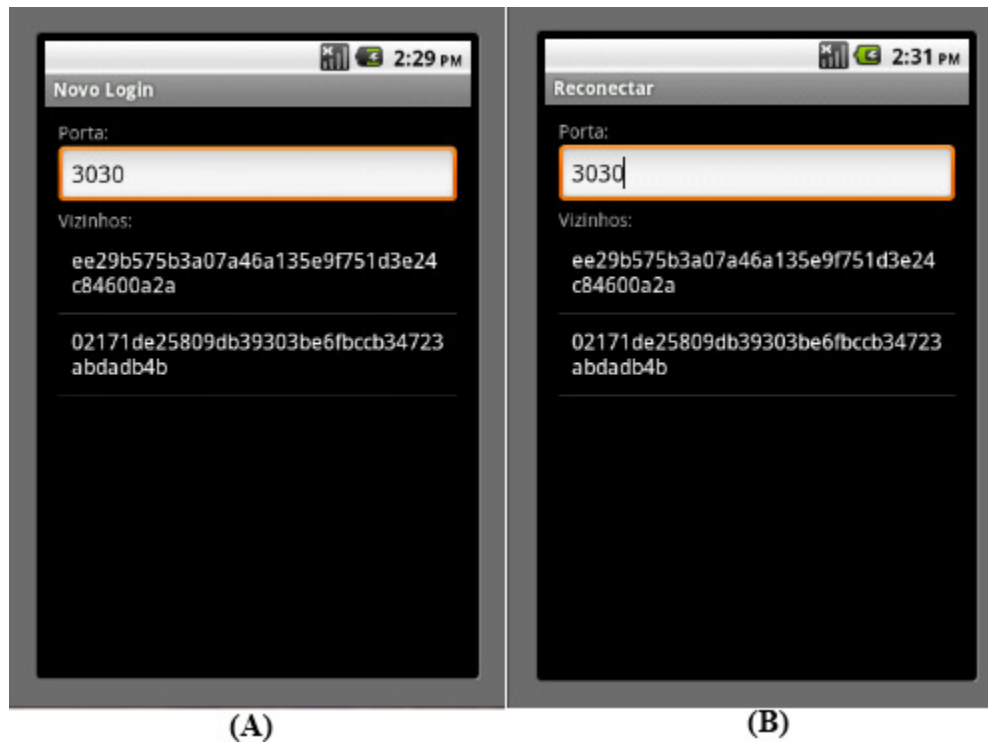 2:29 PM
Novo Login
Porta:
3030
Vizinhos:
ee29b575b3a07a46a135e9f751d3e24
c84600a2a
02171de25809db39303be6fbccb34723
abdadb4b
(A)
2:31 PM
Reconectar
Porta:
3030
Vizinhos:
ee29b575b3a07a46a135e9f751d3e24
c84600a2a
02171de25809db39303be6fbccb34723
abdadb4b
(B)